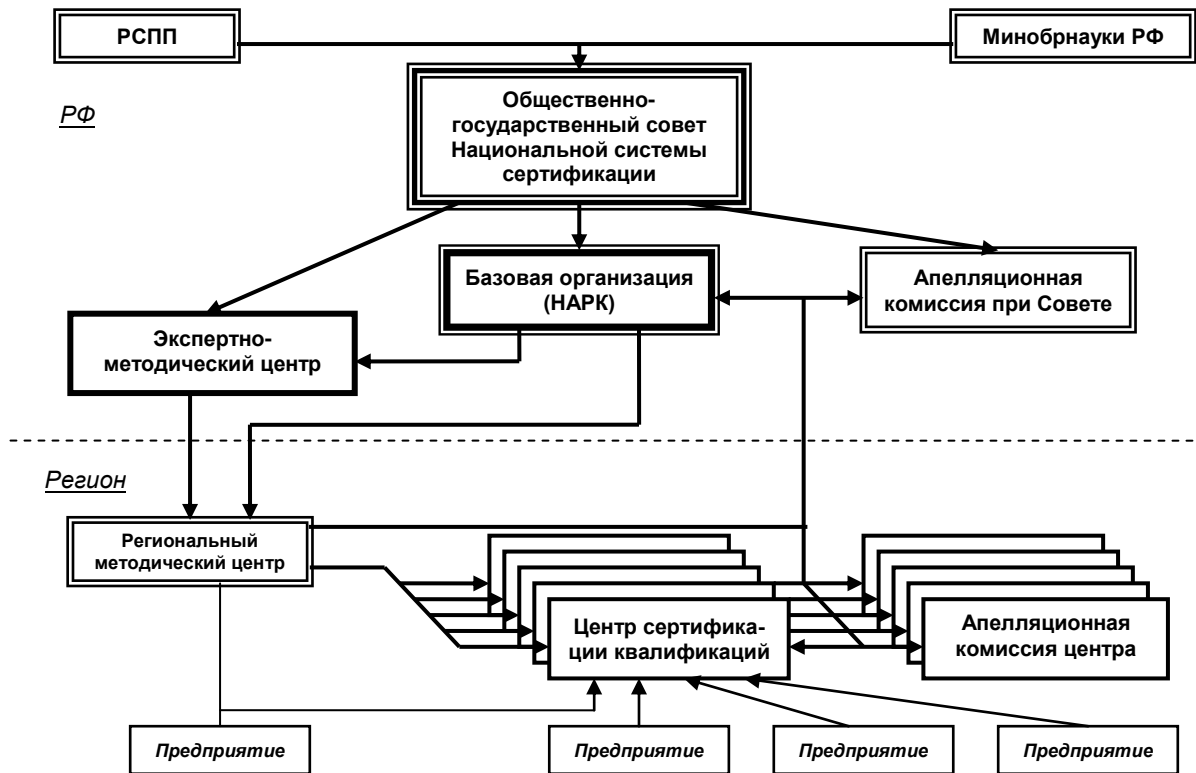 РСПП
Минобрнауки РФ
РФ
Общественно-
государственный совет
Национальной системы
сертификации
Базовая организация
(НАРК)
Апелляционная
комиссия при Совете
Экспертно-
методический центр
Регион
Региональный
методический центр
Центр сертифика-
ции квалификаций
Апелляционная
комиссия центра
Предприятие
Предприятие
Предприятие
Предприятие